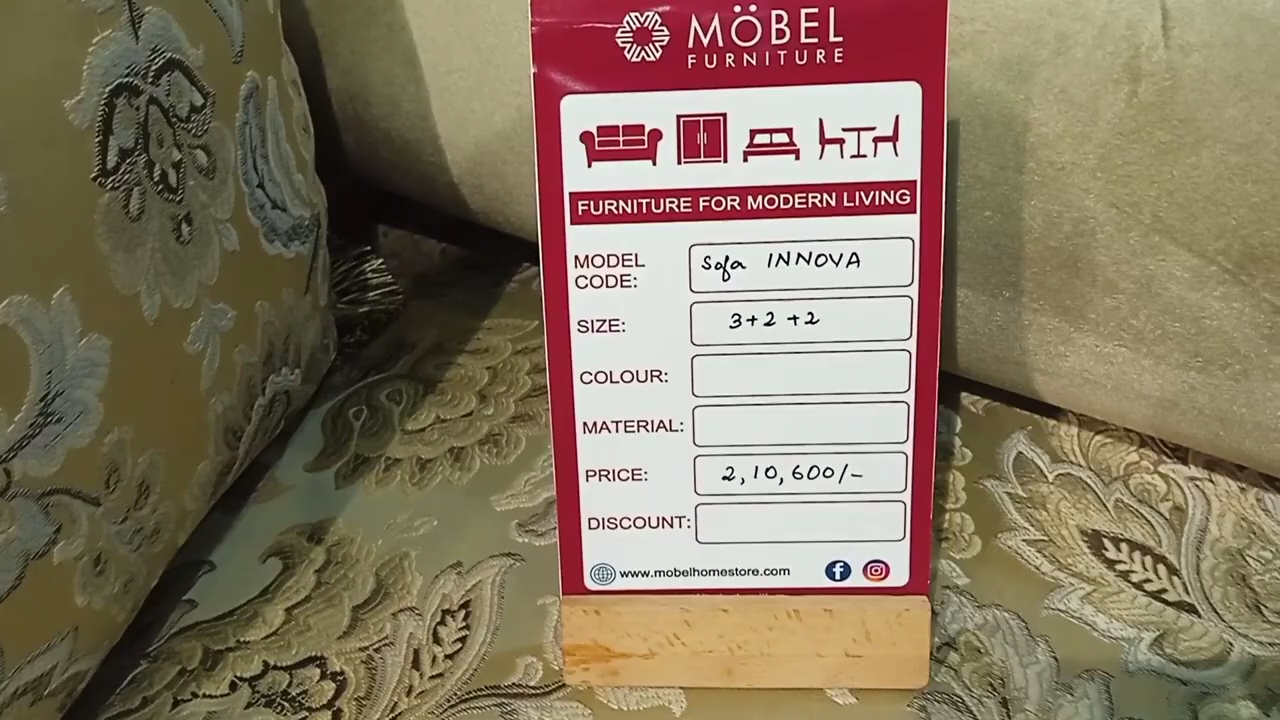 MÖBEL
FURNITURE
FURNITURE FOR MODERN LIVING
MODEL CODE: Sofa INNOVA
SIZE: 3+2+2
COLOUR:
MATERIAL:
PRICE: 2,10,600/-
DISCOUNT:
www.mobelhomestore.com